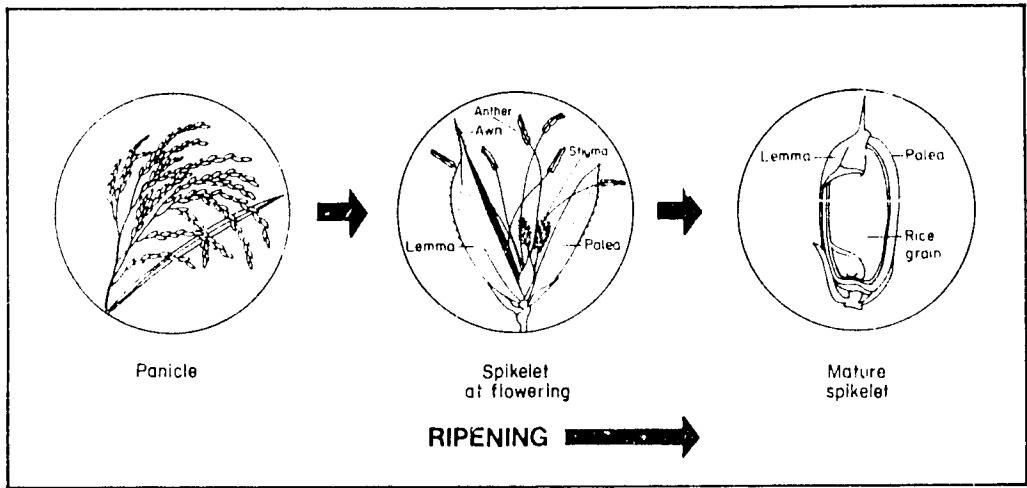 Anther
Awn
Stigma
Lemma
Palea
Lemma
Palea
Rice
grain
Panicle
Spikelet
at flowering
Mature
spikelet
RIPENING